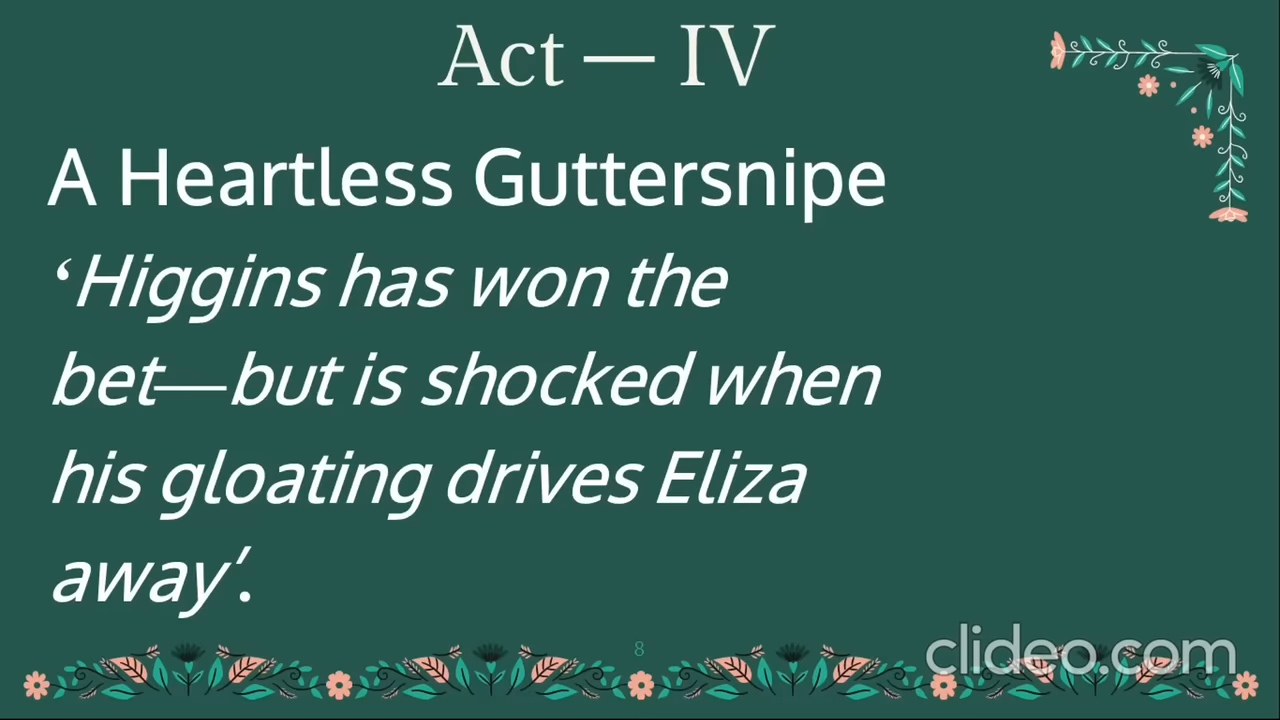 Act — IV
A Heartless Guttersnipe
‘Higgins has won the
bet—but is shocked when
his gloating drives Eliza
away’.
8
clideo.com